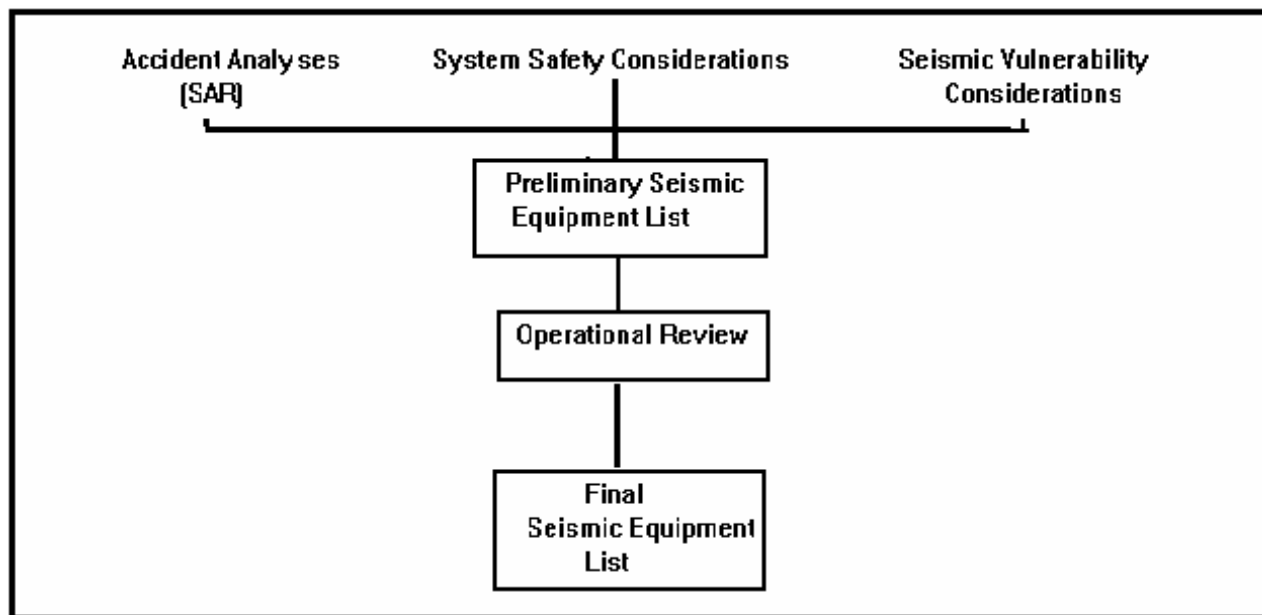 Accident Analyses
(SAR)
System Safety Considerations
Seismic Vulnerability
Considerations
Preliminary Seismic
Equipment List
Operational Review
Final
Seismic Equipment
List